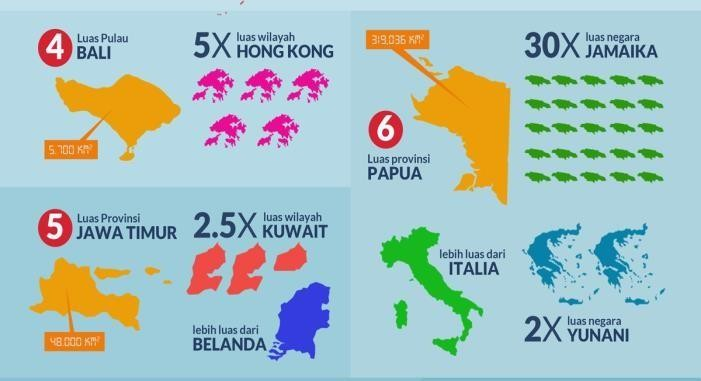 4
Luas Pulau
BALI
5.700 KM²
5X luas wilayah
HONG KONG
5
Luas Provinsi
JAWA TIMUR
48.000 KM²
2.5X luas wilayah
KUWAIT
lebih luas dari
BELANDA
319.036 KM²
6
Luas provinsi
PAPUA
30X luas negara
JAMAIKA
lebih luas dari
ITALIA
2X luas negara
YUNANI